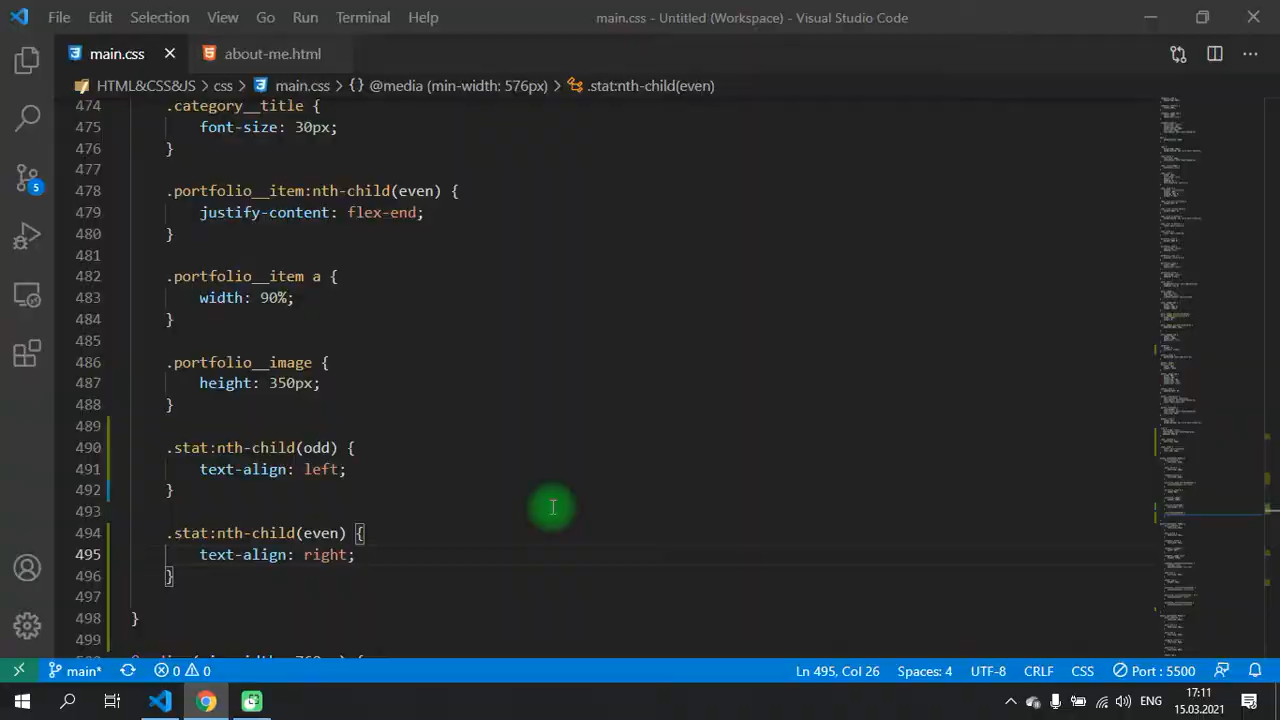 File Edit Selection View Go Run Terminal Help main.css - Untitled (Workspace) - Visual Studio Code
main.css about-me.html
HTML&CSS&JS > css > main.css > {} @media (min-width: 576px) > .stat:nth-child(even)
474 .category__title {
475 font-size: 30px;
476 }
477
478 .portfolio__item:nth-child(even) {
479 justify-content: flex-end;
480 }
481
482 .portfolio__item a {
483 width: 90%;
484 }
485
486 .portfolio__image {
487 height: 350px;
488 }
489
490 .stat:nth-child(odd) {
491 text-align: left;
492 }
493
494 .stat:nth-child(even) {
495 text-align: right;
496 }
497
498 }
499
5
main* 0 0 Ln 495, Col 26 Spaces: 4 UTF-8 CRLF CSS Port : 5500
ENG 17:11
15.03.2021